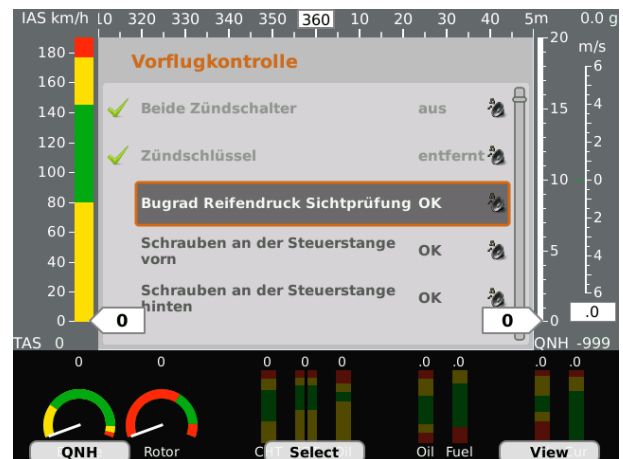 IAS km/h 10 320 330 340 350 360 10 20 30 40 5m 0.0 g
Vorflugkontrolle
Beide Zündschalter aus
Zündschlüssel entfernt
Bugrad Reifendruck Sichtprüfung OK
Schrauben an der Steuerstange
vorn OK
Schrauben an der Steuerstange
hinten OK
180
160
140
120
100
80
60
40
20
0
0
20
15
10
5
0
0
m/s
6
4
2
0
2
4
6
.0
TAS 0
QNH -999
0 0 0 0 0 .0 .0 .0 .0
QNH Rotor Select Oil Fuel View